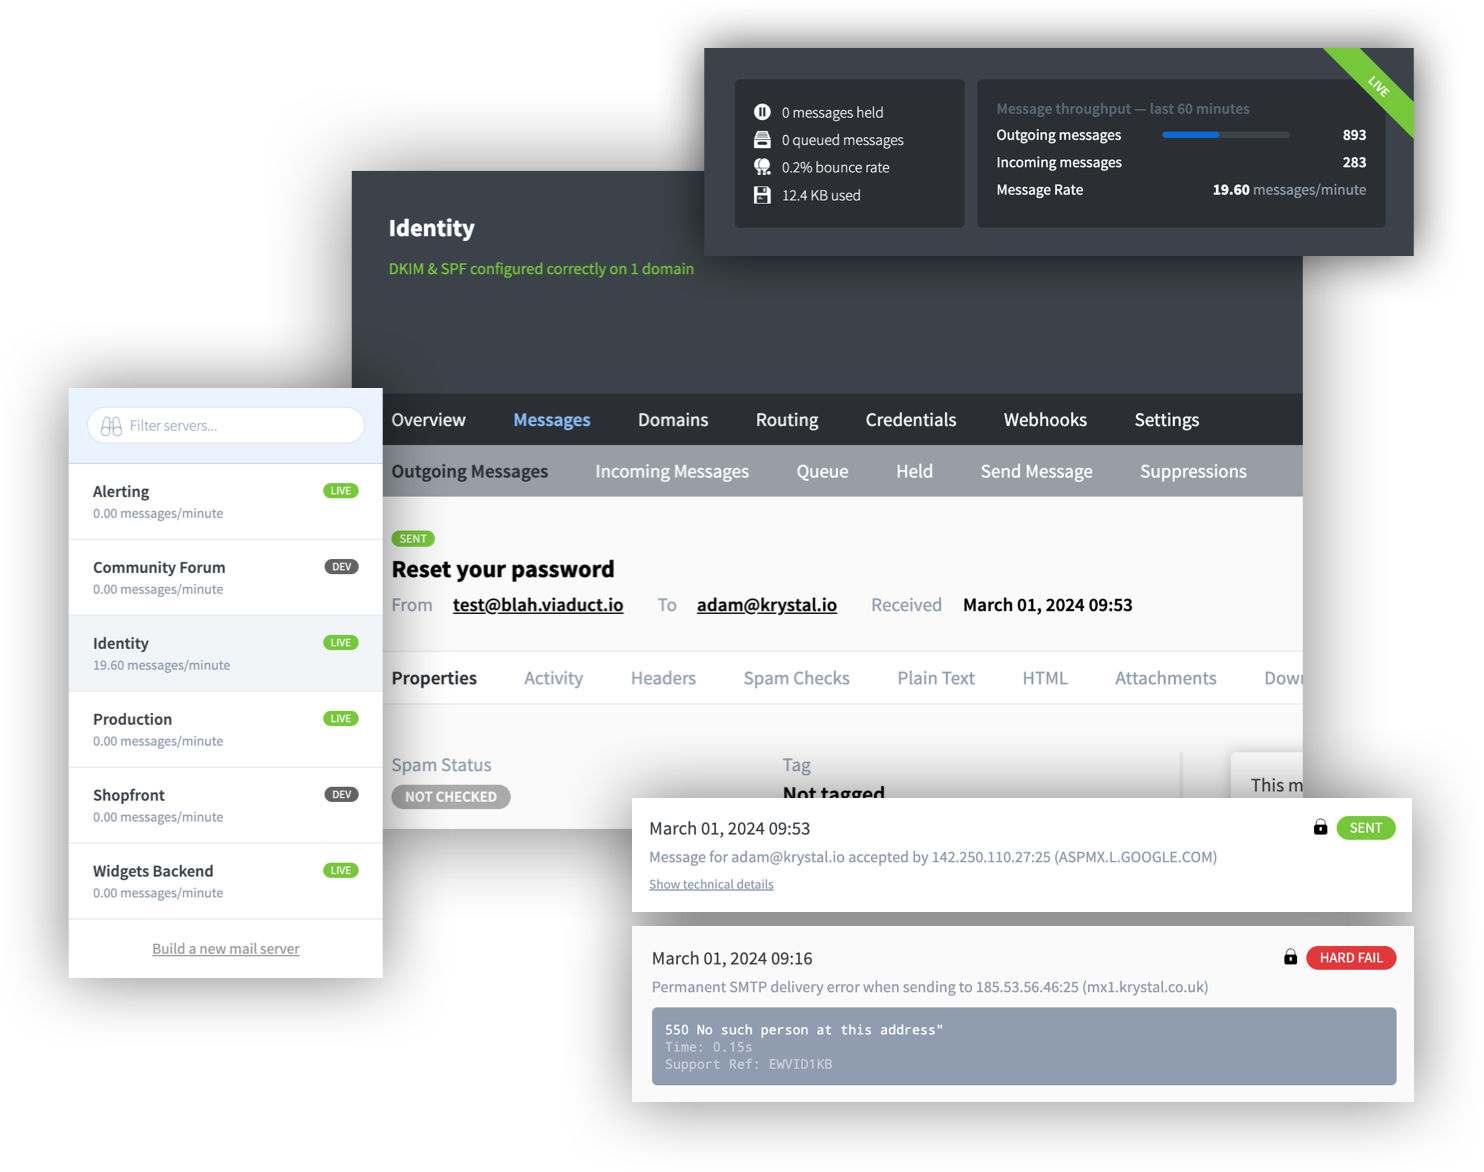 LIVE
0 messages held
0 queued messages
0.2% bounce rate
12.4 KB used
Message throughput — last 60 minutes
Outgoing messages 893
Incoming messages 283
Message Rate 19.60 messages/minute
Identity
DKIM & SPF configured correctly on 1 domain
Overview Messages Domains Routing Credentials Webhooks Settings
Outgoing Messages Incoming Messages Queue Held Send Message Suppressions
SENT
Reset your password
From test@blah.viaduct.io To adam@krystal.io Received March 01, 2024 09:53
Properties Activity Headers Spam Checks Plain Text HTML Attachments Dow
Spam Status
NOT CHECKED
Tag
Not tagged
This m
Filter servers...
Alerting LIVE
0.00 messages/minute
Community Forum DEV
0.00 messages/minute
Identity LIVE
19.60 messages/minute
Production LIVE
0.00 messages/minute
Shopfront DEV
0.00 messages/minute
Widgets Backend LIVE
0.00 messages/minute
Build a new mail server
March 01, 2024 09:53 SENT
Message for adam@krystal.io accepted by 142.250.110.27:25 (ASPMX.L.GOOGLE.COM)
Show technical details
March 01, 2024 09:16 HARD FAIL
Permanent SMTP delivery error when sending to 185.53.56.46:25 (mx1.krystal.co.uk)
550 No such person at this address"
Time: 0.15s
Support Ref: EWVID1KB